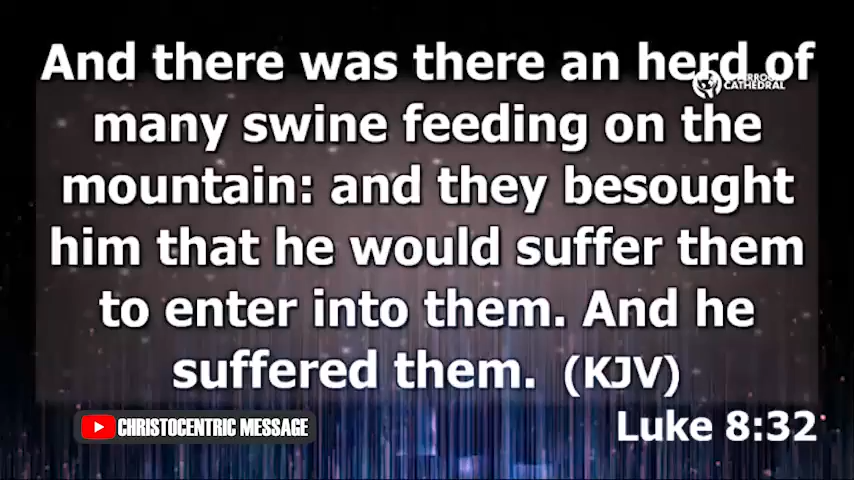 And there was there an herd of
many swine feeding on the
mountain: and they besought
him that he would suffer them
to enter into them. And he
suffered them. (KJV)
Luke 8:32
CHRISTOCENTRIC MESSAGE
CATHEDRAL